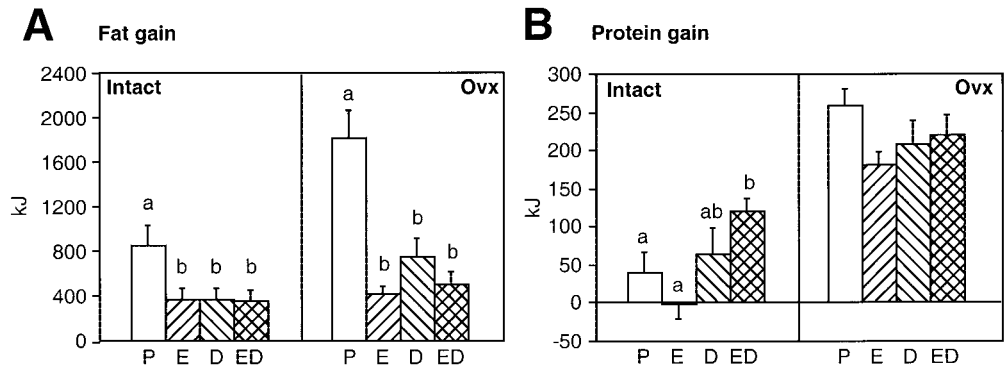 A Fat gain
2400
2000
1600
1200
800
400
0
kJ
Intact
Ovx
a
b
b
b
a
b
b
b
P E D ED
P E D ED
B Protein gain
300
250
200
150
100
50
0
-50
kJ
Intact
Ovx
a
a
ab
b
P E D ED
P E D ED